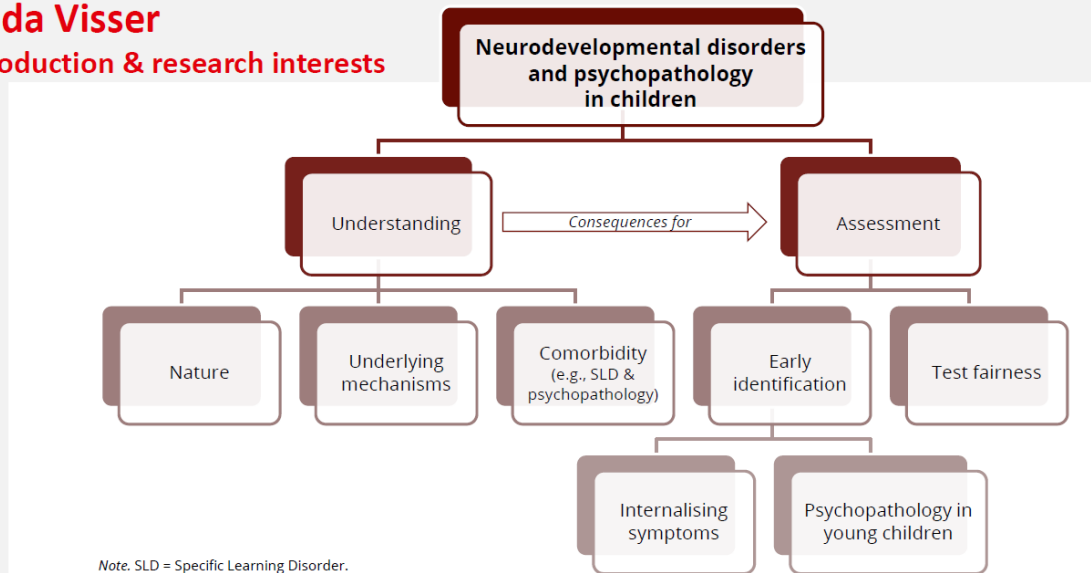 da Visser
oduction & research interests
Neurodevelopmental disorders
and psychopathology
in children
Understanding
Consequences for
Assessment
Nature
Underlying
mechanisms
Comorbidity
(e.g., SLD &
psychopathology)
Early
identification
Test fairness
Internalising
symptoms
Psychopathology in
young children
Note. SLD = Specific Learning Disorder.